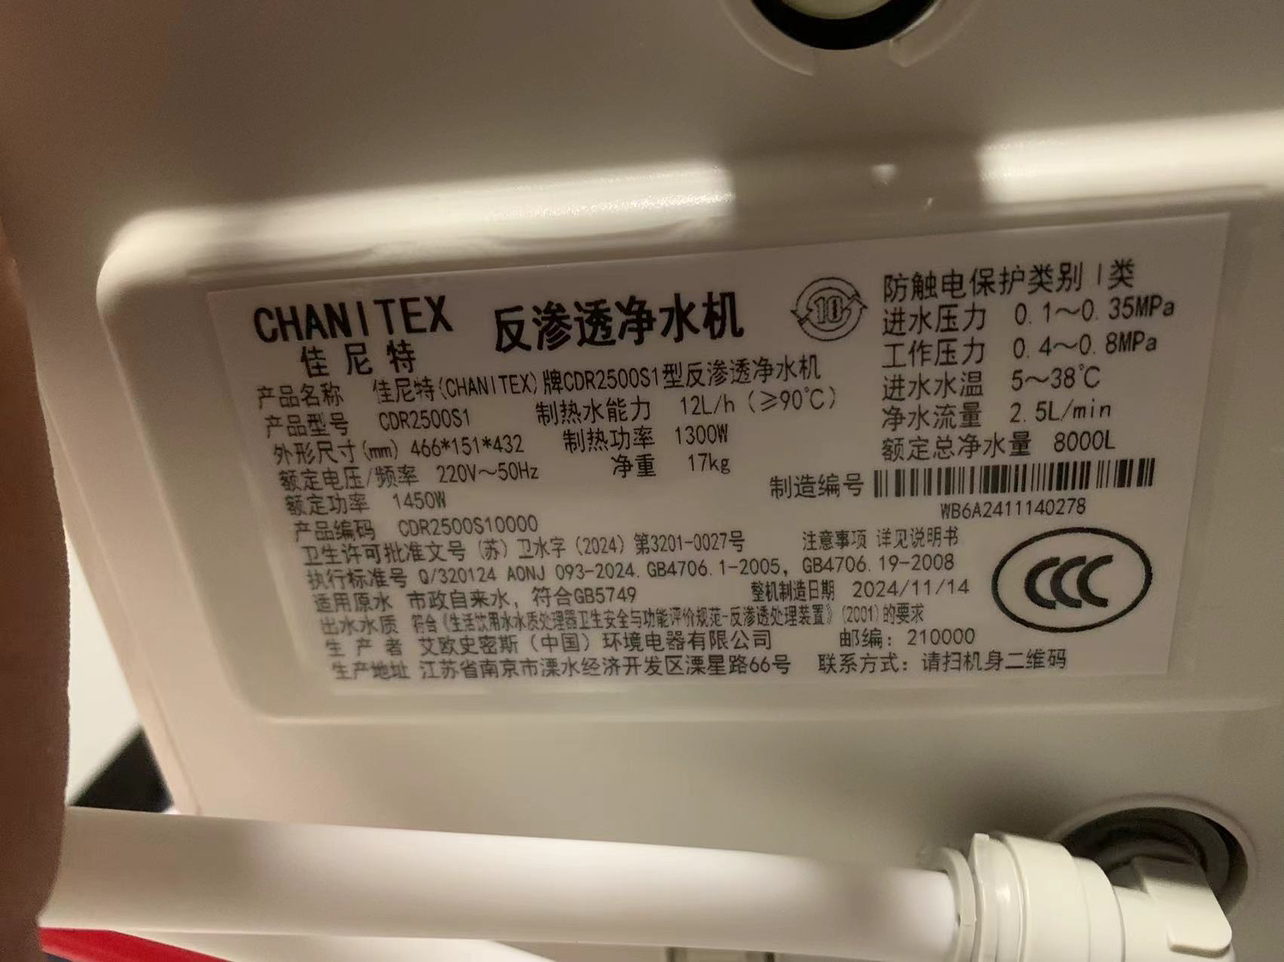 CHANITEX
佳尼特
反渗透净水机
10
产品名称 佳尼特(CHANITEX)牌CDR2500S1型反渗透净水机
产品型号 CDR2500S1 制热水能力 12L/h（≥90℃）
外形尺寸(mm) 466*151*432 制热功率 1300W
额定电压/频率 220V～50Hz 净重 17kg
额定功率 1450W
产品编码 CDR2500S10000
防触电保护类别 I类
进水压力 0.1～0.35MPa
工作压力 0.4～0.8MPa
进水水温 5～38℃
净水流量 2.5L/min
额定总净水量 8000L
制造编号
WB6A2411140278
卫生许可批准文号（苏）卫水字（2024）第3201-0027号 注意事项 详见说明书
执行标准号 Q/320124 AONJ 093-2024.GB4706.1-2005, GB4706.19-2008
适用原水 市政自来水，符合GB5749 整机制造日期 2024/11/14
出水水质 符合《生活饮用水水质处理器卫生安全与功能评价规范-反渗透处理装置》(2001)的要求
生产者 艾欧史密斯（中国）环境电器有限公司 邮编：210000
生产地址 江苏省南京市溧水经济开发区溧星路66号 联系方式：请扫机身二维码
CCC